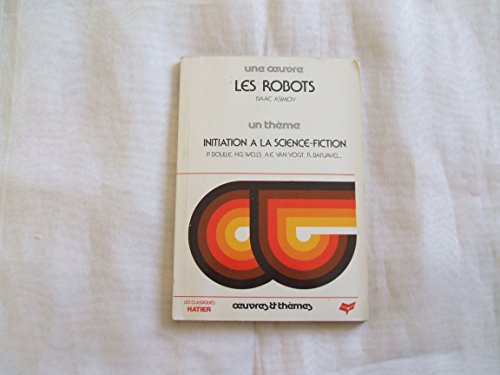 une œuvre
LES ROBOTS
ISAAC ASIMOV
un thème
INITIATION A LA SCIENCE-FICTION
P. BOULLE, H.G. WELLS, A.E. VAN VOGT, R. BARJAVEL...
LES CLASSIQUES
HATIER
œuvres & thèmes